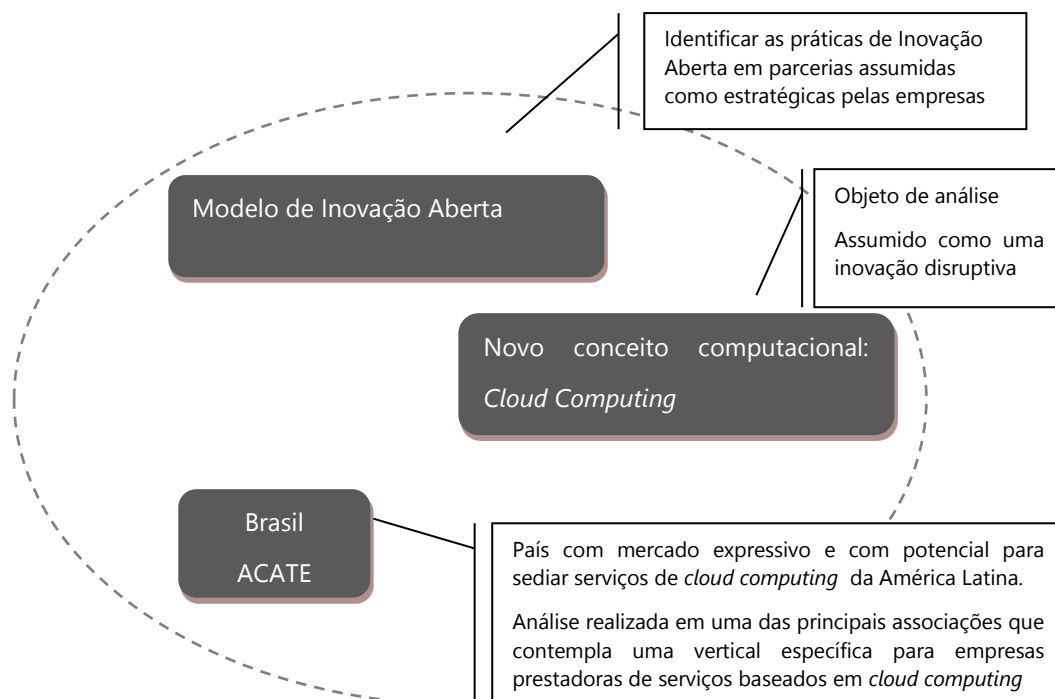 Identificar as práticas de Inovação
Aberta em parcerias assumidas
como estratégicas pelas empresas
Modelo de Inovação Aberta
Objeto de análise
Assumido como uma
inovação disruptiva
Novo conceito computacional:
Cloud Computing
Brasil
ACATE
País com mercado expressivo e com potencial para
sediar serviços de cloud computing da América Latina.
Análise realizada em uma das principais associações que
contempla uma vertical específica para empresas
prestadoras de serviços baseados em cloud computing